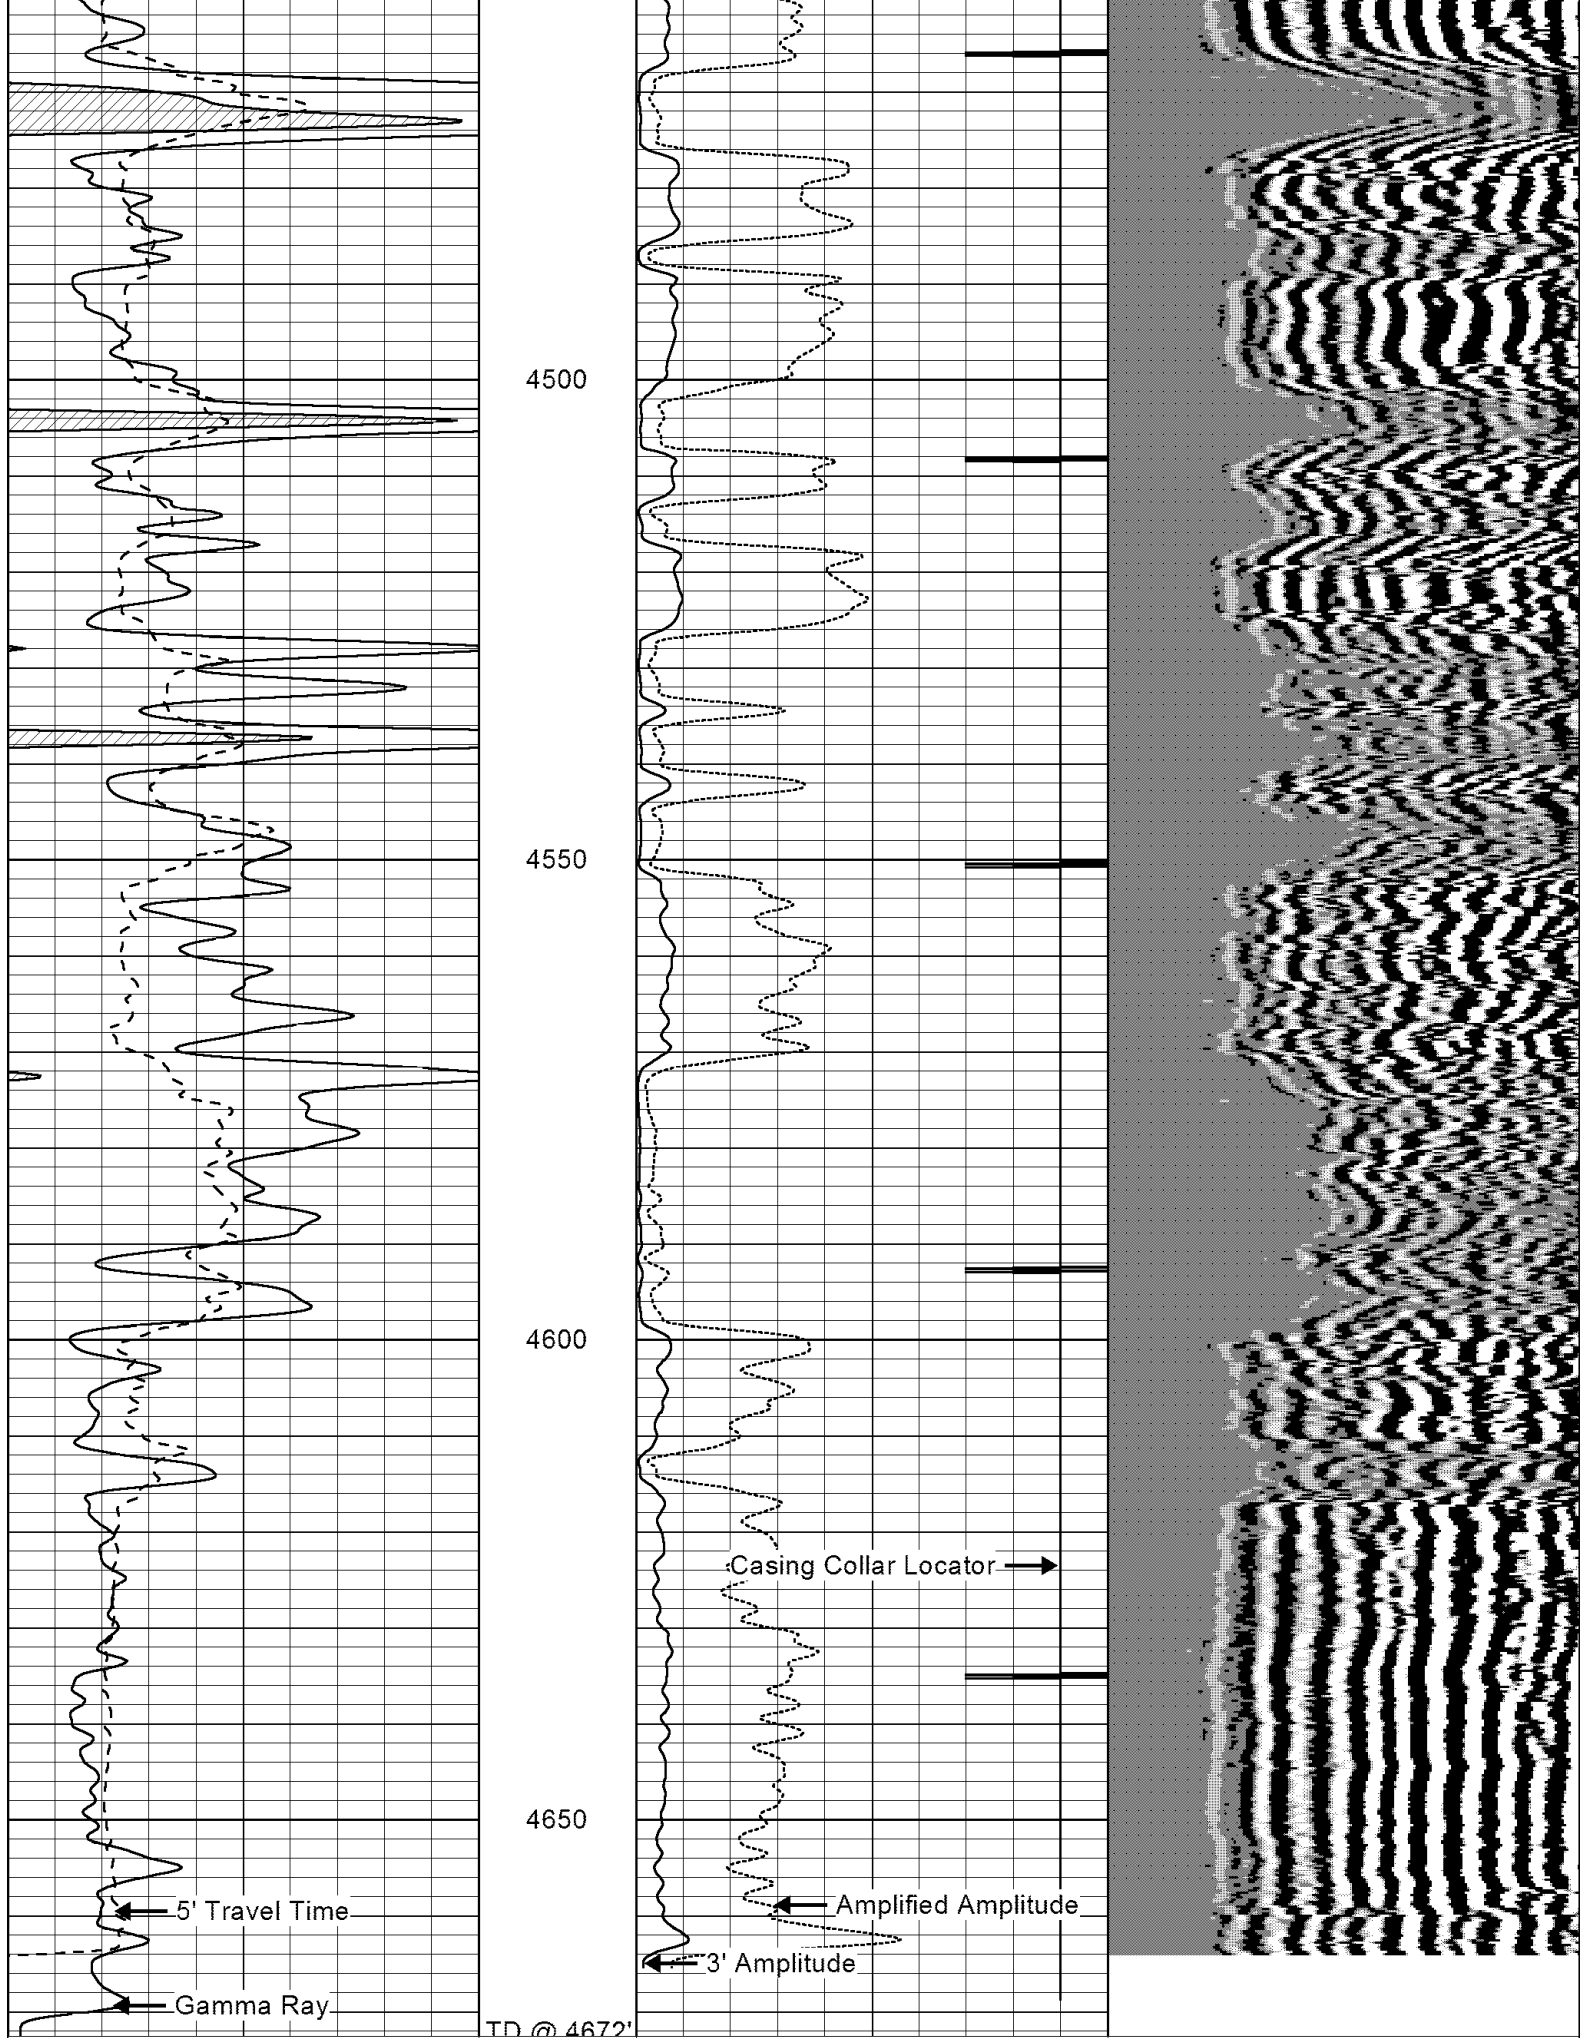 4500
4550
4600
Casing Collar Locator
4650
5' Travel Time
Amplified Amplitude
3' Amplitude
Gamma Ray
TD @ 4672'